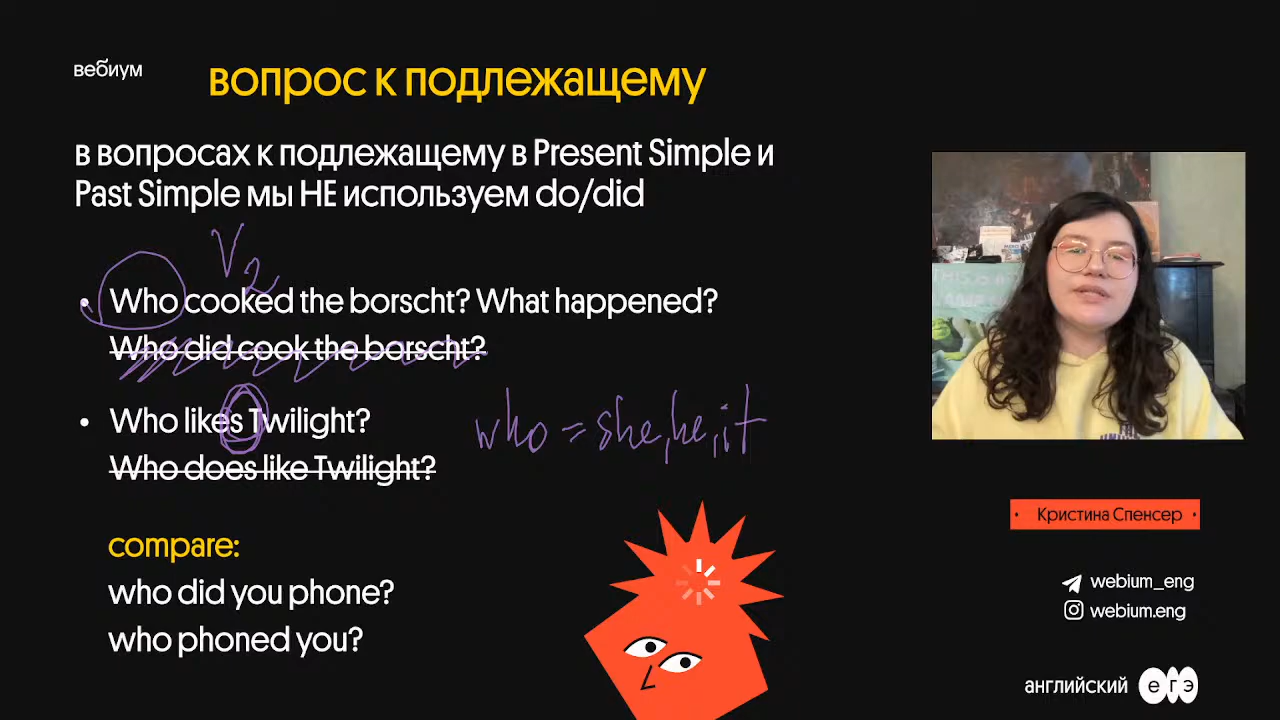 вебиум
вопрос к подлежащему
в вопросах к подлежащему в Present Simple и
Past Simple мы НЕ используем do/did
V2
• Who cooked the borscht? What happened?
Who did cook the borscht?
• Who likes Twilight?
who = she, he, it
Who does like Twilight?
compare:
who did you phone?
who phoned you?
• Кристина Спенсер •
webium_eng
webium.eng
английский егэ